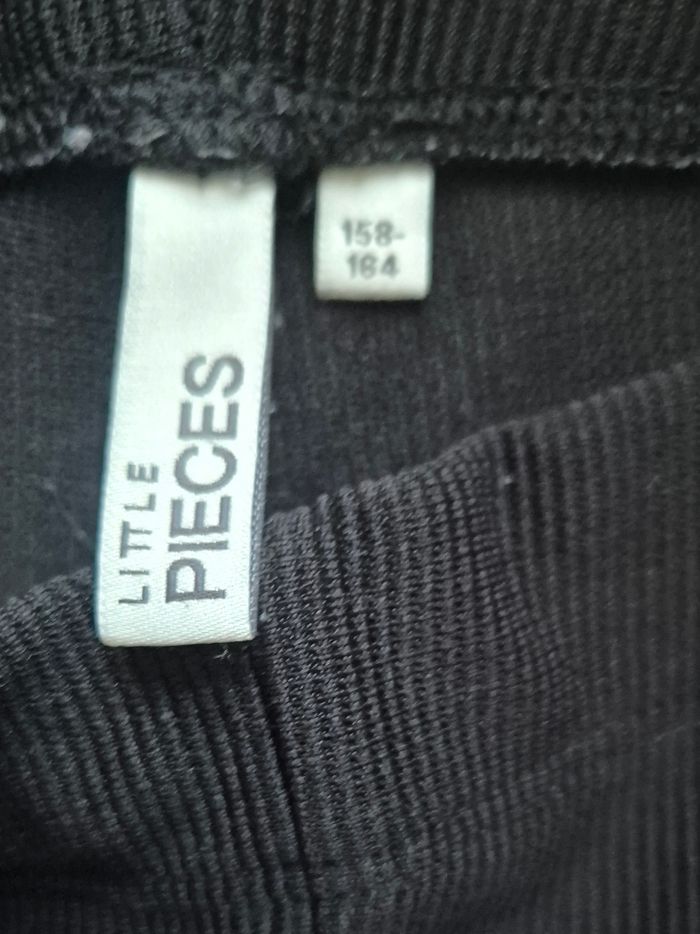 LITTLE
PIECES
158-
164